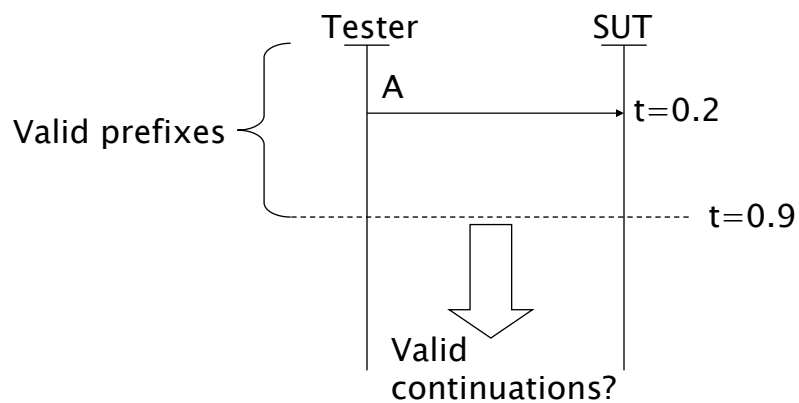 Tester
SUT
A
t=0.2
Valid prefixes
t=0.9
Valid
continuations?